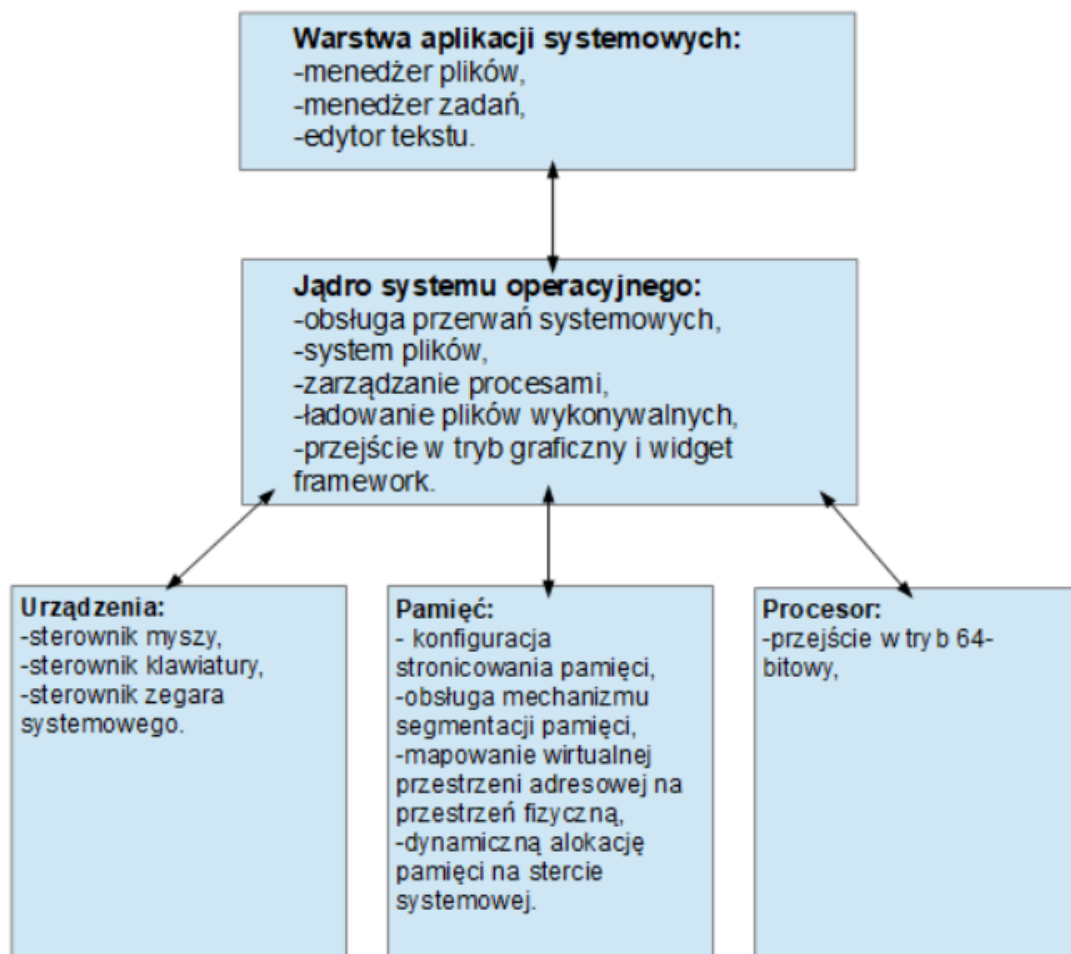 Warstwa aplikacji systemowych:
-menedżer plików,
-menedżer zadań,
-edytor tekstu.
Jądro systemu operacyjnego:
-obsługa przerwań systemowych,
-system plików,
-zarządzanie procesami,
-ładowanie plików wykonywalnych,
-przejście w tryb graficzny i widget
framework.
Urządzenia:
-sterownik myszy,
-sterownik klawiatury,
-sterownik zegara
systemowego.
Pamięć:
- konfiguracja
stronicowania pamięci,
-obsługa mechanizmu
segmentacji pamięci,
-mapowanie wirtualnej
przestrzeni adresowej na
przestrzeń fizyczną,
-dynamiczną alokację
pamięci na stercie
systemowej.
Procesor:
-przejście w tryb 64-
bitowy,